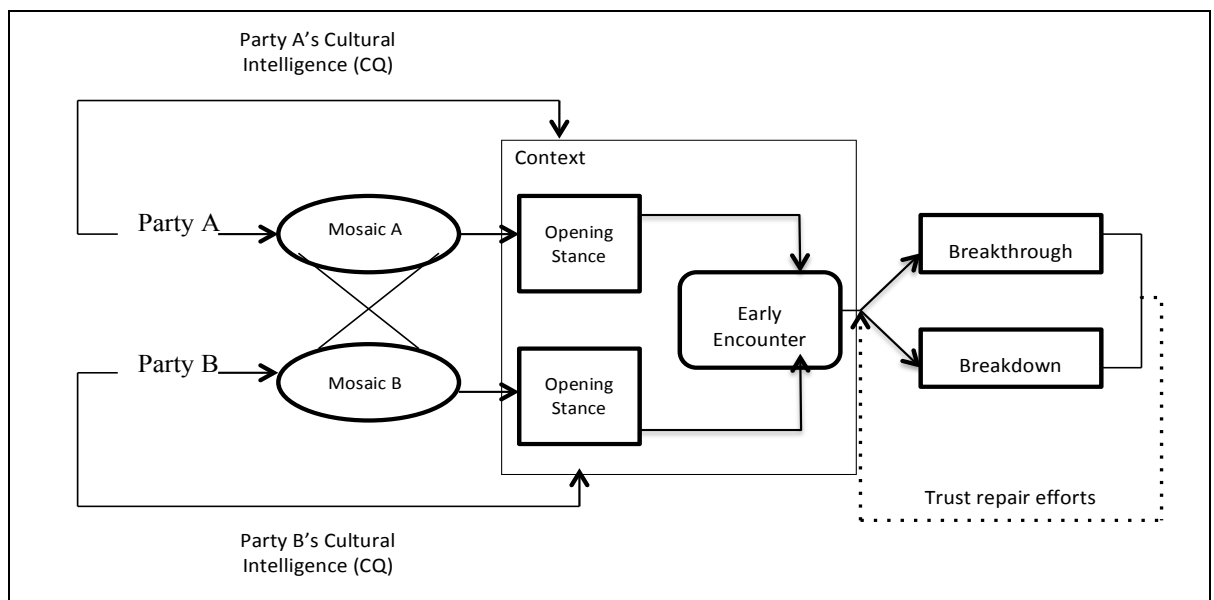 Party A’s Cultural
Intelligence (CQ)
Context
Party A
Mosaic A
Opening
Stance
Breakthrough
Early
Encounter
Party B
Mosaic B
Opening
Stance
Breakdown
Trust repair efforts
Party B’s Cultural
Intelligence (CQ)